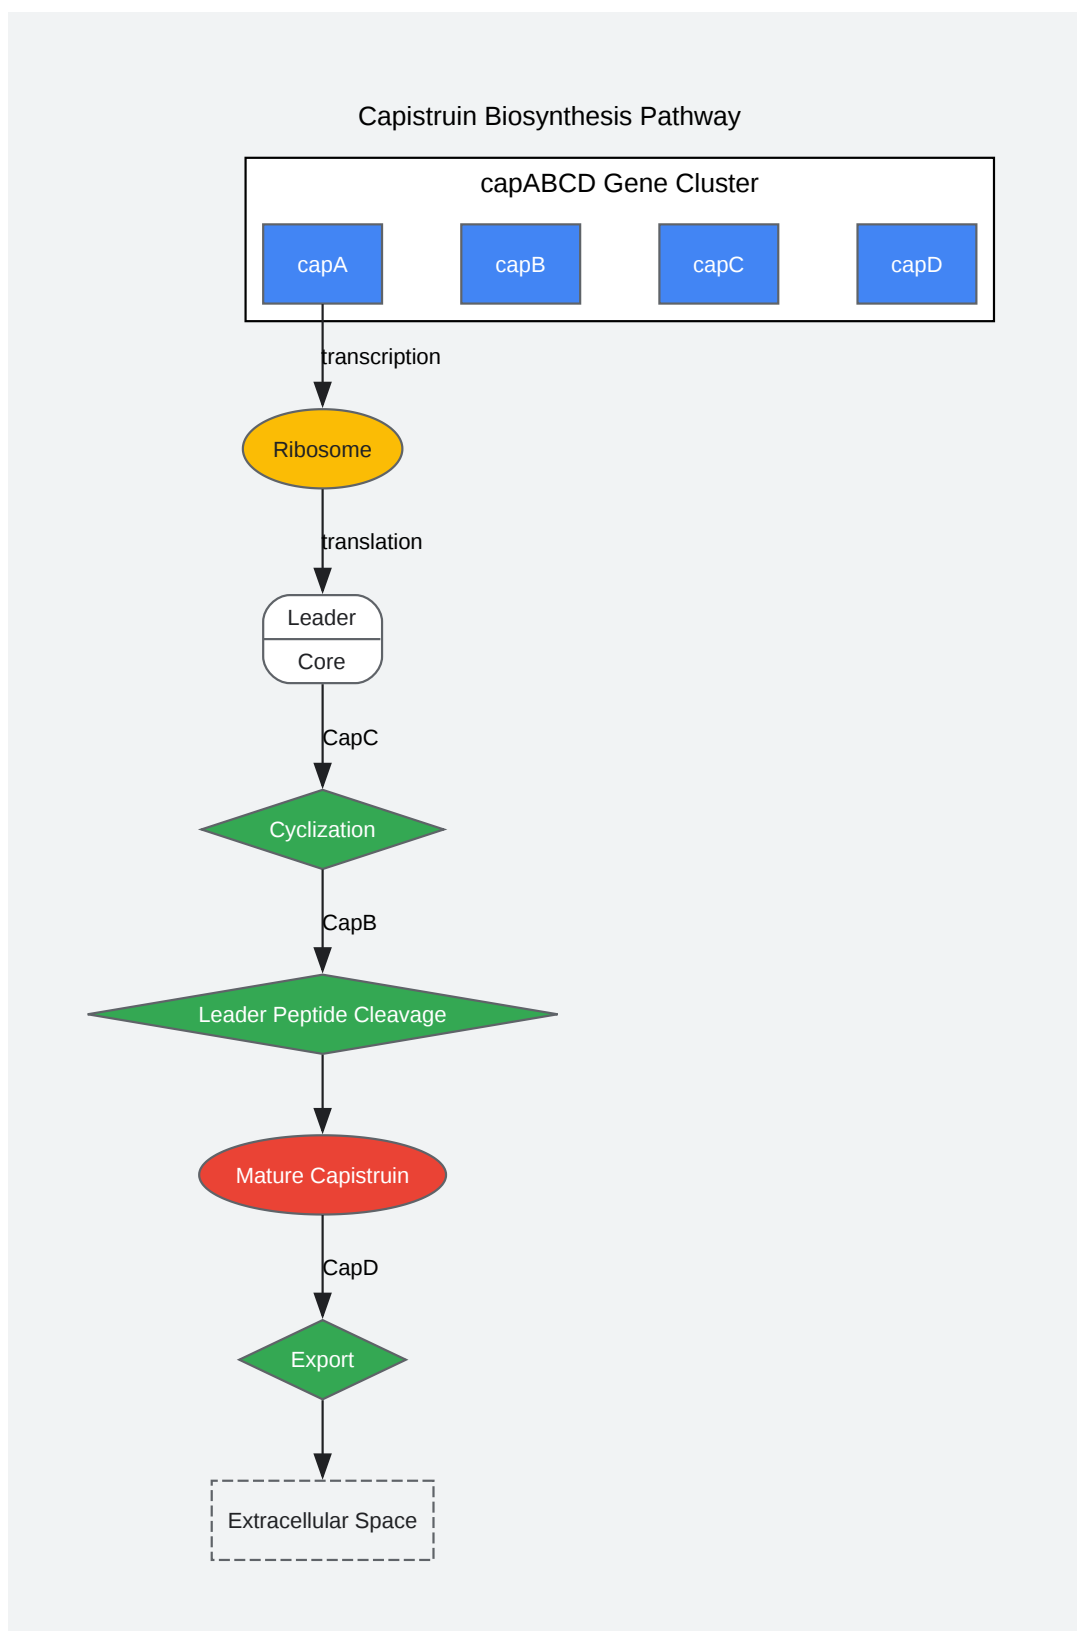 Capistruin Biosynthesis Pathway
capABCD Gene Cluster
capA
capB
capC
capD
transcription
Ribosome
translation
Leader
Core
CapC
Cyclization
CapB
Leader Peptide Cleavage
Mature Capistruin
CapD
Export
Extracellular Space